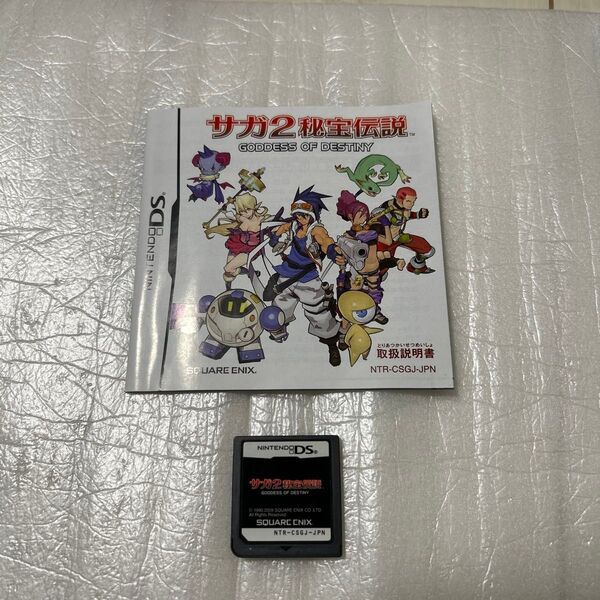 サガ2秘宝伝説™
GODDESS OF DESTINY
NINTENDO DS™
とりあつかいせつめいしょ
取扱説明書
SQUARE ENIX.
NTR-CSGJ-JPN
NINTENDO DS®
サガ2秘宝伝説
GODDESS OF DESTINY
© 1990,2009 SQUARE ENIX CO.,LTD.
All Rights Reserved.
SQUARE ENIX
NTR-CSGJ-JPN